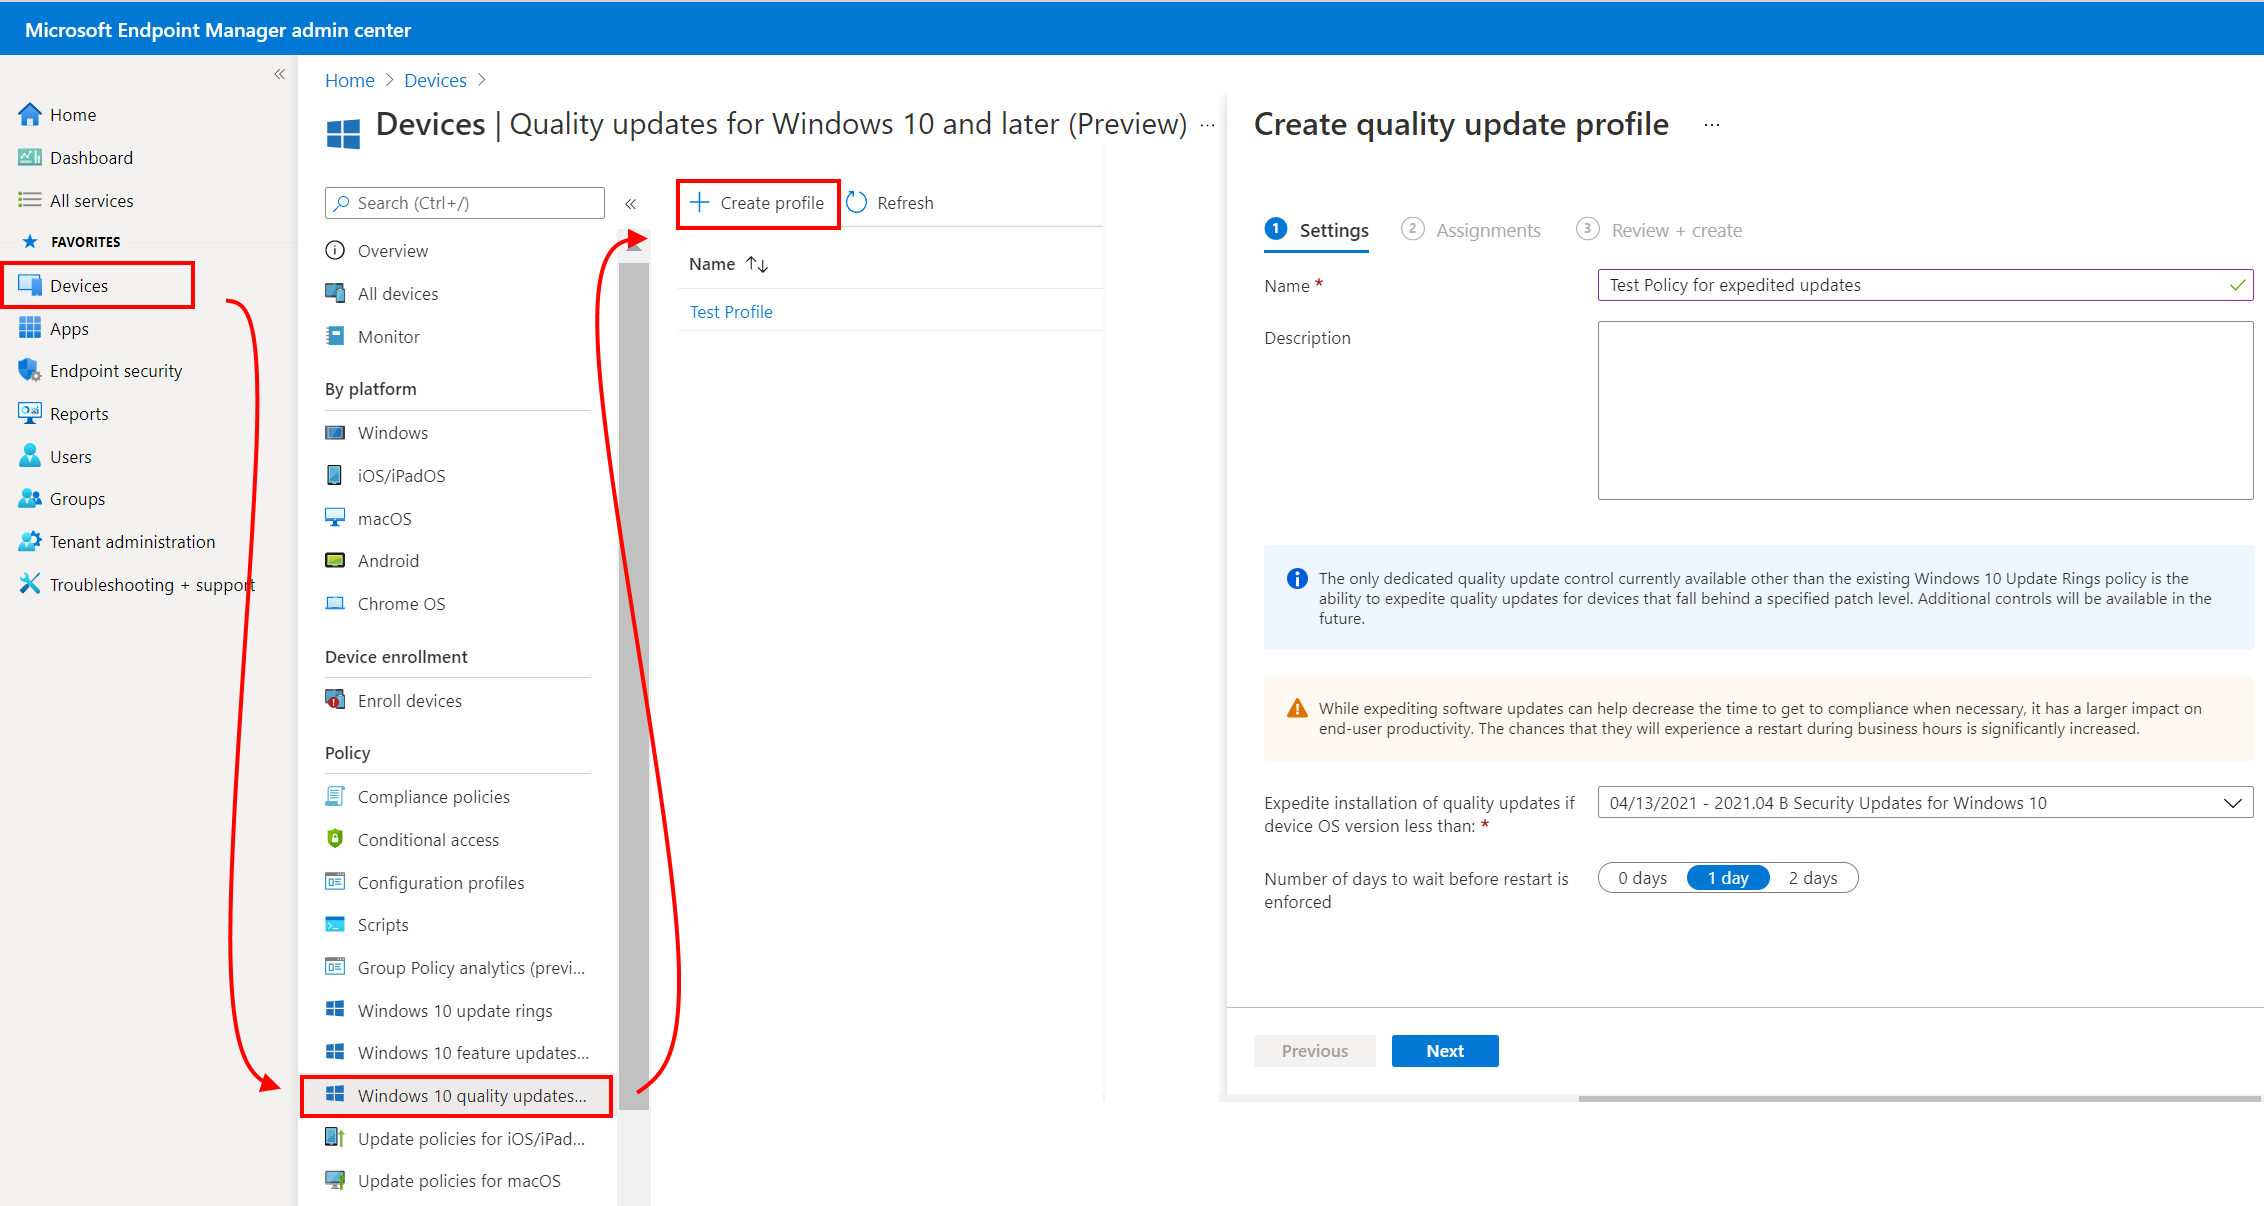 Microsoft Endpoint Manager admin center
«
Home
Dashboard
All services
FAVORITES
Devices
Apps
Endpoint security
Reports
Users
Groups
Tenant administration
Troubleshooting + support
Home > Devices >
Devices | Quality updates for Windows 10 and later (Preview) ...
Search (Ctrl+/)
«
Overview
All devices
Monitor
By platform
Windows
iOS/iPadOS
macOS
Android
Chrome OS
Device enrollment
Enroll devices
Policy
Compliance policies
Conditional access
Configuration profiles
Scripts
Group Policy analytics (previ...
Windows 10 update rings
Windows 10 feature updates...
Windows 10 quality updates...
Update policies for iOS/iPad...
Update policies for macOS
+ Create profile
Refresh
Name ↑↓
Test Profile
Create quality update profile ...
1 Settings
2 Assignments
3 Review + create
Name *
Test Policy for expedited updates
Description
The only dedicated quality update control currently available other than the existing Windows 10 Update Rings policy is the
ability to expedite quality updates for devices that fall behind a specified patch level. Additional controls will be available in the
future.
While expediting software updates can help decrease the time to get to compliance when necessary, it has a larger impact on
end-user productivity. The chances that they will experience a restart during business hours is significantly increased.
Expedite installation of quality updates if
device OS version less than: *
04/13/2021 - 2021.04 B Security Updates for Windows 10
Number of days to wait before restart is
enforced
0 days
1 day
2 days
Previous
Next